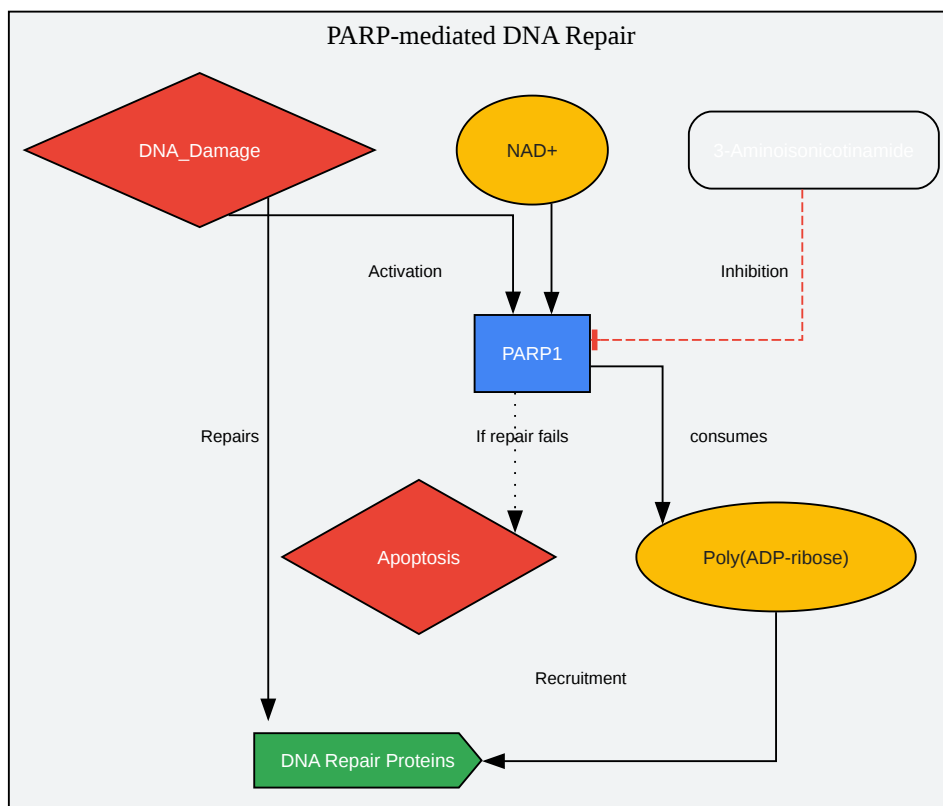 PARP-mediated DNA Repair
DNA_Damage
NAD+
3-Aminoisonicotinamide
Activation
Inhibition
PARP1
Repairs
If repair fails
consumes
Apoptosis
Poly(ADP-ribose)
Recruitment
DNA Repair Proteins